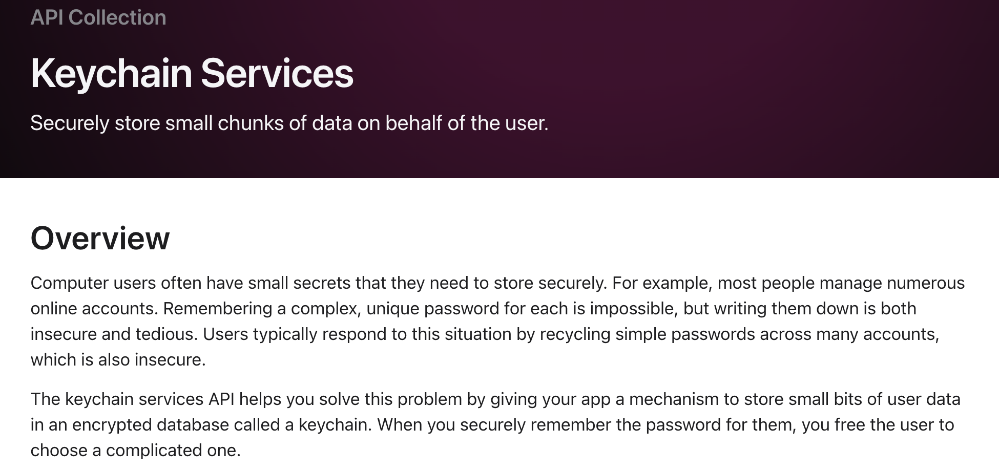 API Collection
Keychain Services
Securely store small chunks of data on behalf of the user.
Overview
Computer users often have small secrets that they need to store securely. For example, most people manage numerous
online accounts. Remembering a complex, unique password for each is impossible, but writing them down is both
insecure and tedious. Users typically respond to this situation by recycling simple passwords across many accounts,
which is also insecure.
The keychain services API helps you solve this problem by giving your app a mechanism to store small bits of user data
in an encrypted database called a keychain. When you securely remember the password for them, you free the user to
choose a complicated one.